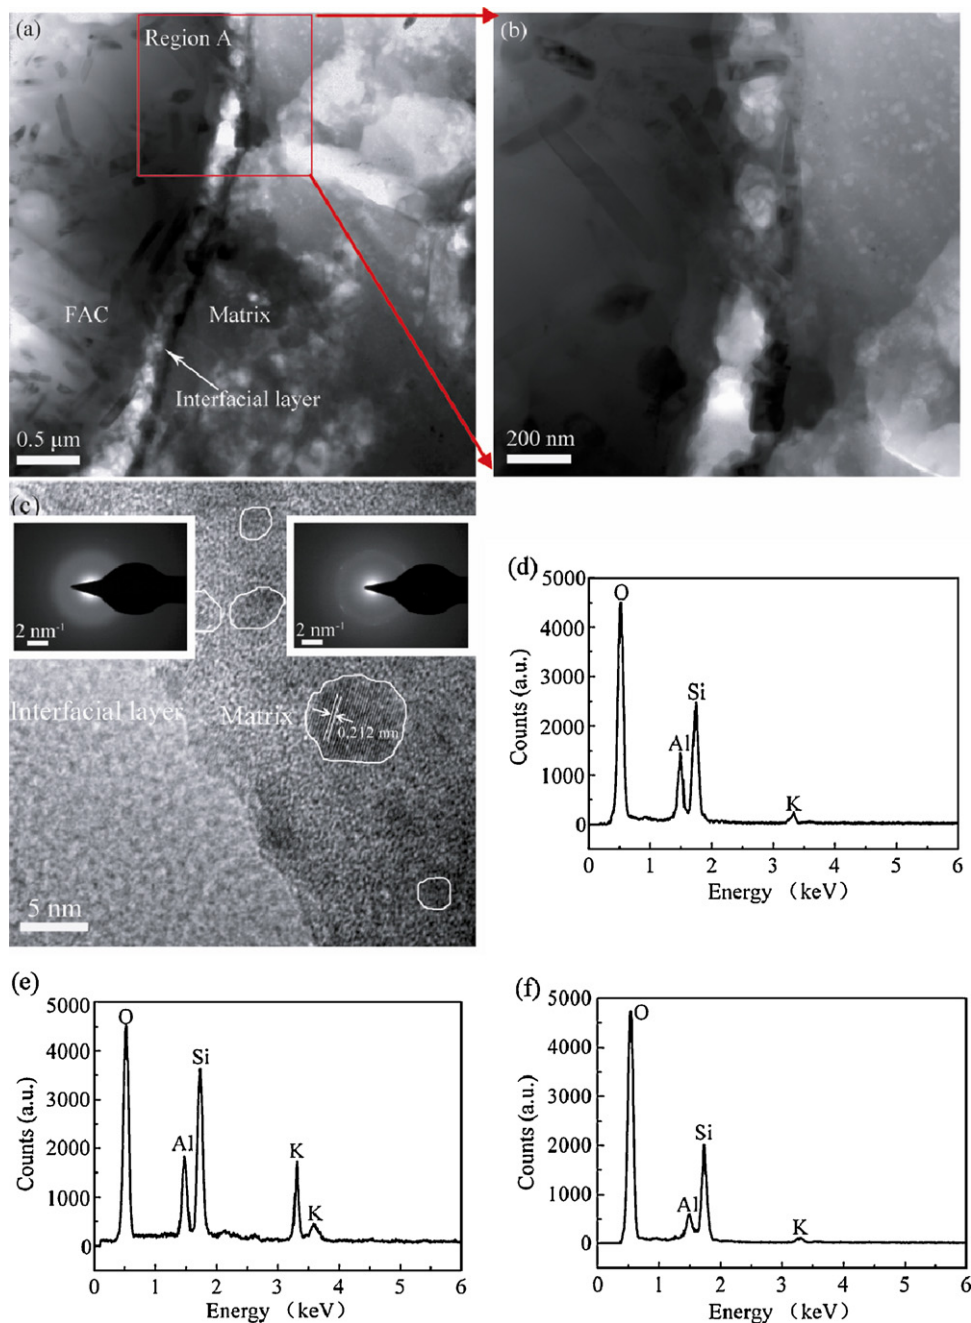 (a)
Region A
FAC
Matrix
Interfacial layer
0.5 μm
(b)
200 nm
(c)
2 nm⁻¹
2 nm⁻¹
Interfacial layer
Matrix
0.212 nm
5 nm
(d)
5000
4000
3000
2000
1000
0
Counts (a.u.)
O
Al
Si
K
0 1 2 3 4 5 6
Energy (keV)
(e)
5000
4000
3000
2000
1000
0
Counts (a.u.)
O
Al
Si
K
K
0 1 2 3 4 5 6
Energy (keV)
(f)
5000
4000
3000
2000
1000
0
Counts (a.u.)
O
Al
Si
K
0 1 2 3 4 5 6
Energy (keV)